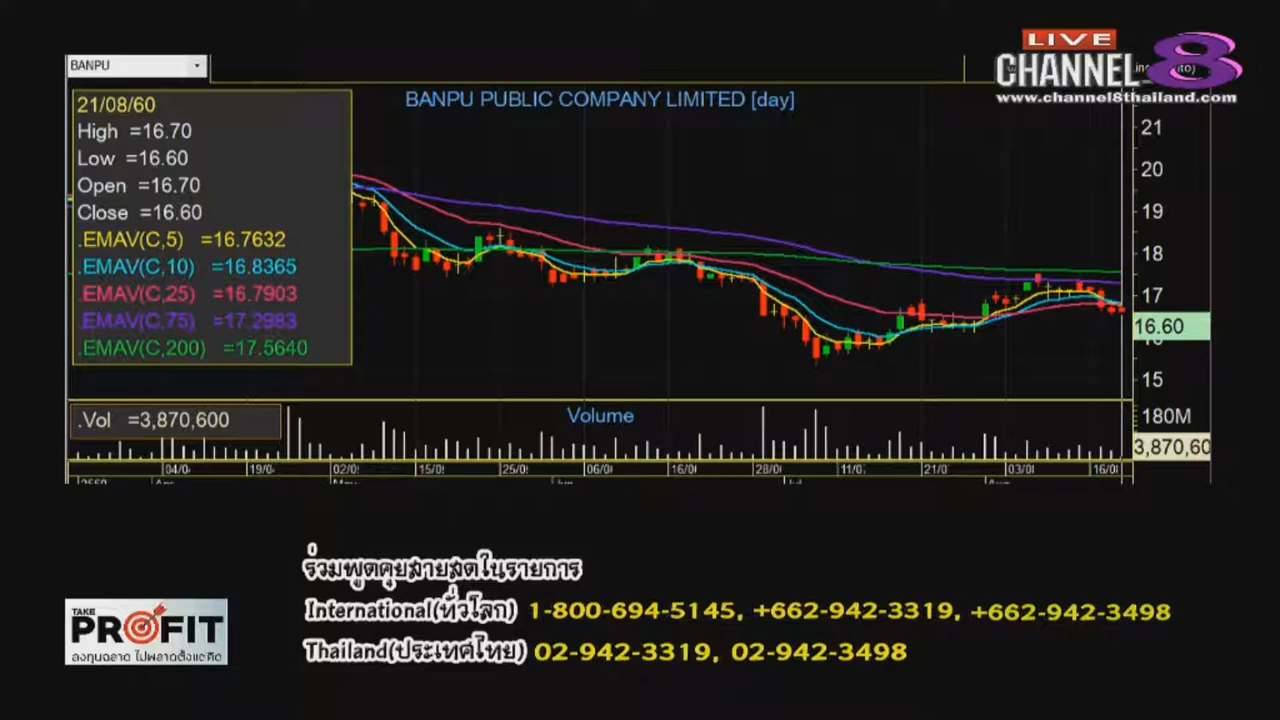 LIVE
CHANNEL 8
www.channel8thailand.com
BANPU
BANPU PUBLIC COMPANY LIMITED [day]
21/08/60
High =16.70
Low =16.60
Open =16.70
Close =16.60
.EMAV(C,5) =16.7632
.EMAV(C,10) =16.8365
.EMAV(C,25) =16.7903
.EMAV(C,75) =17.2983
.EMAV(C,200) =17.5640
21
20
19
18
17
16.60
15
.Vol =3,870,600
Volume
180M
3,870,60
04/0 19/0 02/0 15/0 25/0 06/0 16/0 28/0 11/0 21/0 03/0 16/0
ร่วมพูดคุยสายสดในรายการ
International(ทั่วโลก) 1-800-694-5145, +662-942-3319, +662-942-3498
Thailand(ประเทศไทย) 02-942-3319, 02-942-3498
TAKE
PROFIT
ลงทุนฉลาด ไม่พลาดตั้งแต่คิด